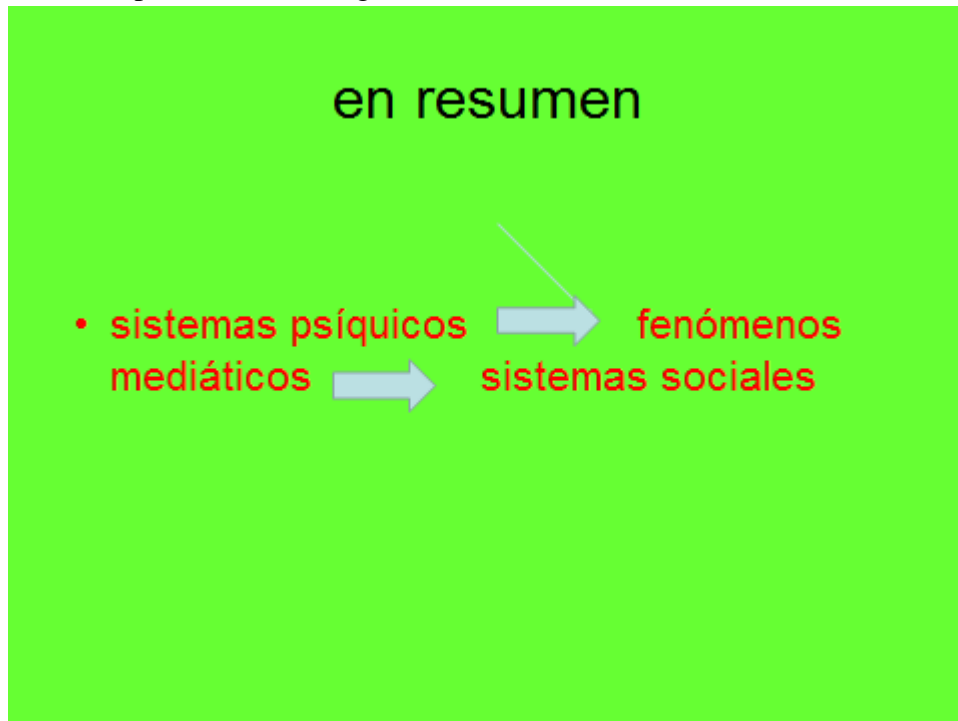 en resumen
• sistemas psíquicos fenómenos
mediáticos sistemas sociales